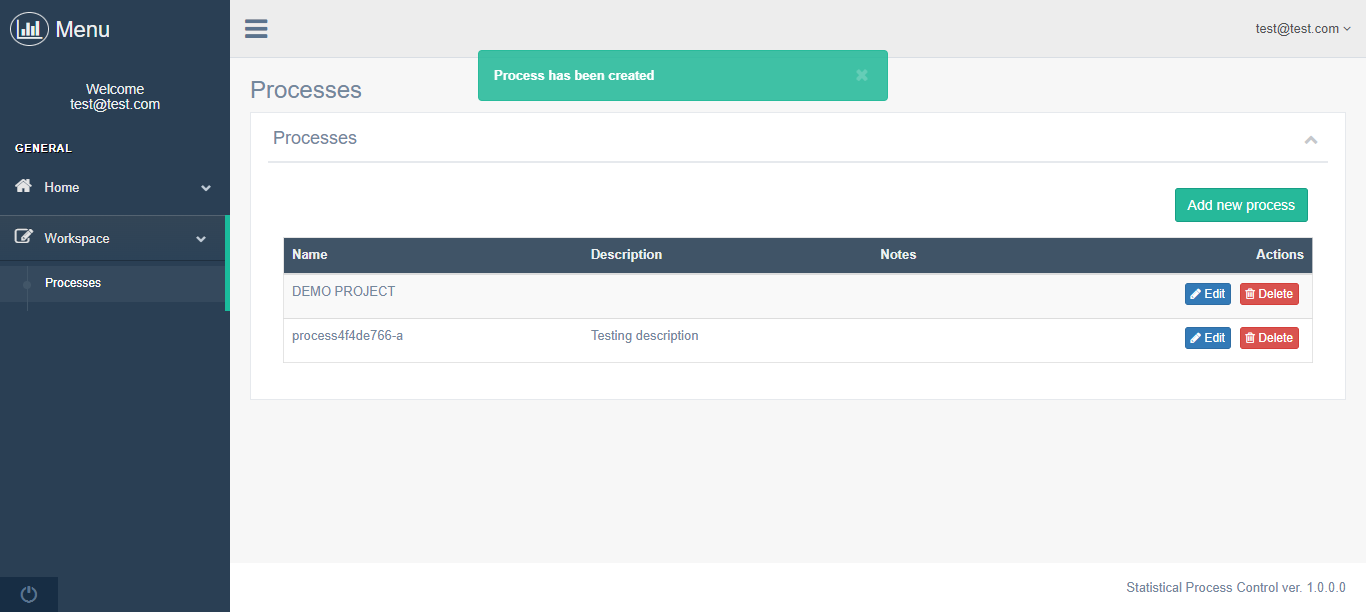 Menu
Welcome
test@test.com
GENERAL
Home
Workspace
Processes
test@test.com
Process has been created
Processes
Processes
Add new process
Name Description Notes Actions
DEMO PROJECT Edit Delete
process4f4de766-a Testing description Edit Delete
Statistical Process Control ver. 1.0.0.0